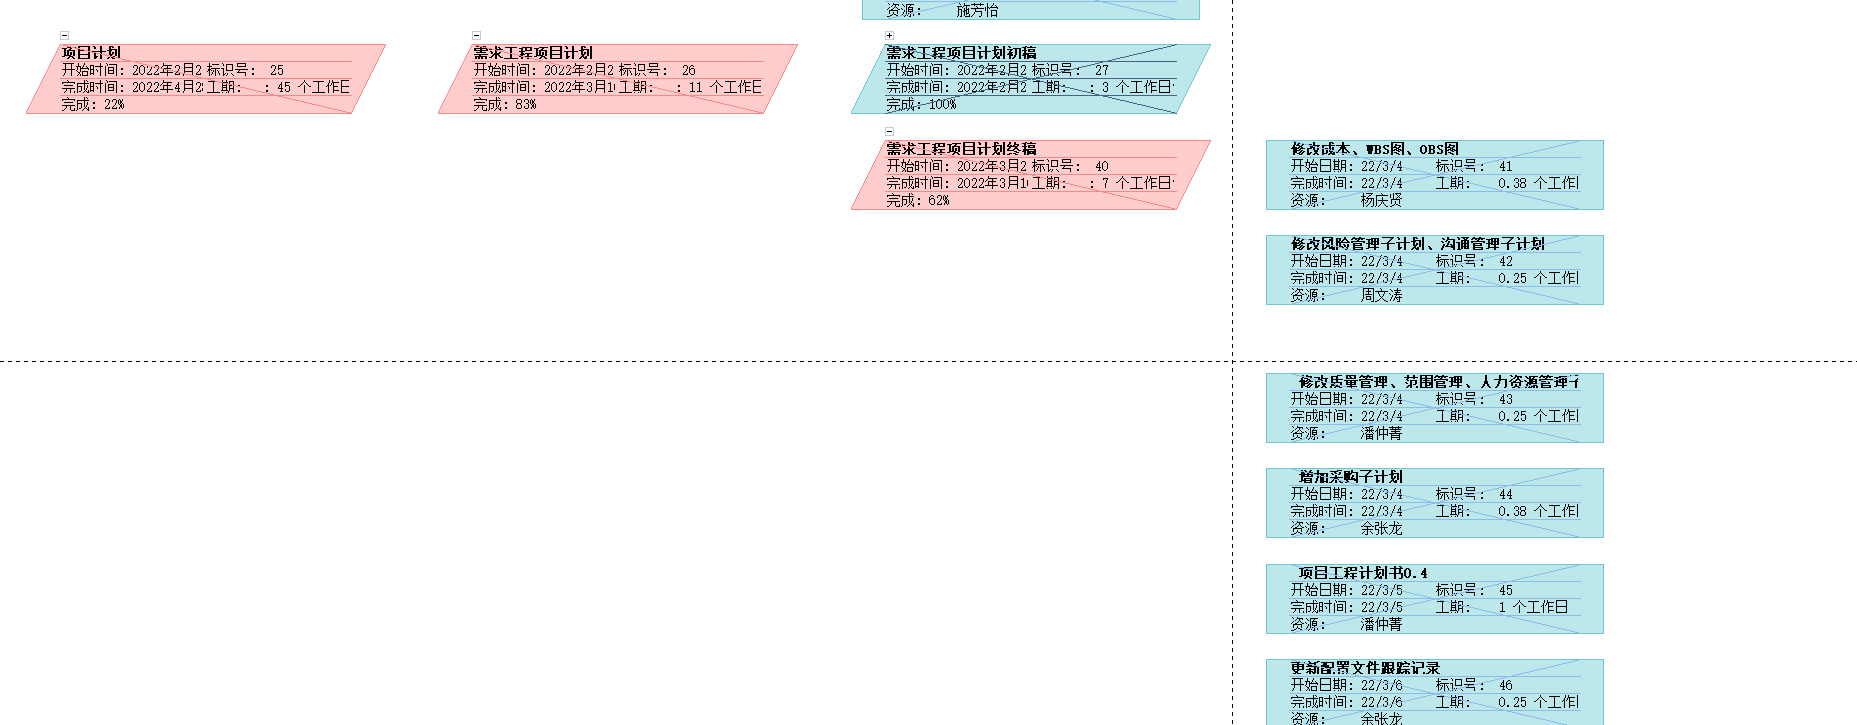 资源: 施芳怡
项目计划
开始时间: 2022年2月2 标识号: 25
完成时间: 2022年4月2 工期: : 45 个工作日
完成: 22%
需求工程项目计划
开始时间: 2022年2月2 标识号: 26
完成时间: 2022年3月1 工期: : 11 个工作日
完成: 83%
需求工程项目计划初稿
开始时间: 2022年2月2 标识号: 27
完成时间: 2022年2月2 工期: : 3 个工作日
完成: 100%
需求工程项目计划终稿
开始时间: 2022年3月2 标识号: 40
完成时间: 2022年3月1 工期: : 7 个工作日
完成: 62%
修改成本、WBS图、OBS图
开始日期: 22/3/4 标识号: 41
完成时间: 22/3/4 工期: 0.38 个工作
资源: 杨庆贤
修改风险管理子计划、沟通管理子计划
开始日期: 22/3/4 标识号: 42
完成时间: 22/3/4 工期: 0.25 个工作
资源: 周文涛
修改质量管理、范围管理、人力资源管理子
开始日期: 22/3/4 标识号: 43
完成时间: 22/3/4 工期: 0.25 个工作
资源: 潘仲菁
增加采购子计划
开始日期: 22/3/4 标识号: 44
完成时间: 22/3/4 工期: 0.38 个工作
资源: 余张龙
项目工程计划书0.4
开始日期: 22/3/5 标识号: 45
完成时间: 22/3/5 工期: 1 个工作日
资源: 潘仲菁
更新配置文件跟踪记录
开始日期: 22/3/6 标识号: 46
完成时间: 22/3/6 工期: 0.25 个工作
资源: 余张龙